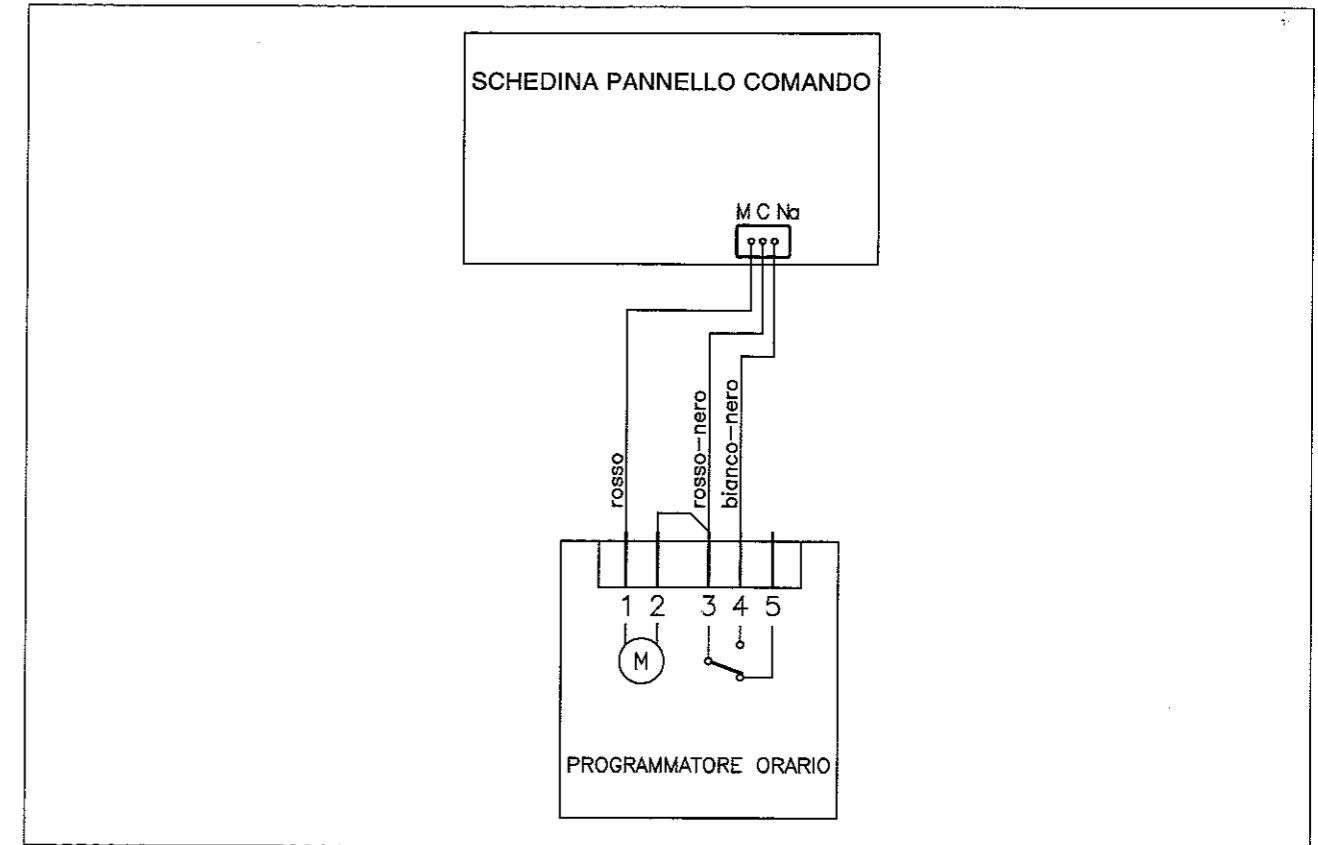 SCHEDINA PANNELLO COMANDO
M C Na
rosso
rosso-nero
bianco-nero
1 2 3 4 5
M
PROGRAMMATORE ORARIO